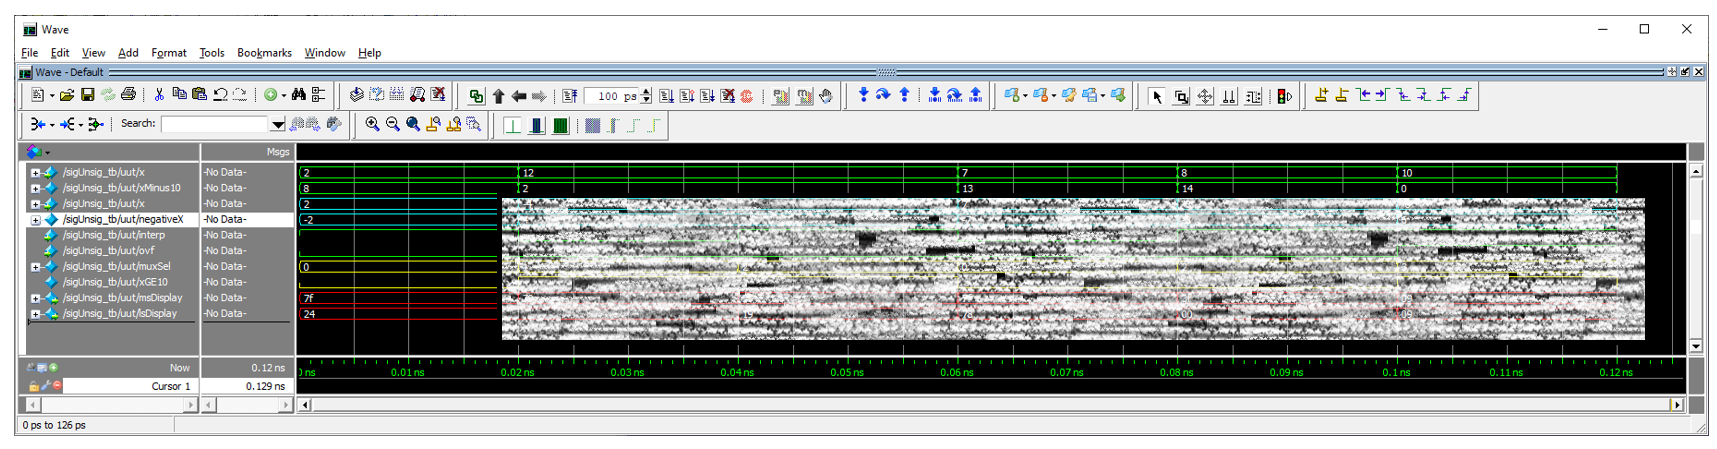 Wave
File Edit View Add Format Tools Bookmarks Window Help
Wave - Default
100 ps
Search:
Msgs
/sigUnsig_tb/uut/x -No Data- 2 12 7 8 10
/sigUnsig_tb/uut/xMinus10 -No Data- 8 2 13 14 0
/sigUnsig_tb/uut/x -No Data- 2
/sigUnsig_tb/uut/negativeX -No Data- -2
/sigUnsig_tb/uut/interp -No Data-
/sigUnsig_tb/uut/ovf -No Data-
/sigUnsig_tb/uut/muxSel -No Data- 0
/sigUnsig_tb/uut/xGE10 -No Data-
/sigUnsig_tb/uut/msDisplay -No Data- 7f
/sigUnsig_tb/uut/lsDisplay -No Data- 24
Now 0.12 ns ns 0.01 ns 0.02 ns 0.03 ns 0.04 ns 0.05 ns 0.06 ns 0.07 ns 0.08 ns 0.09 ns 0.1 ns 0.11 ns 0.12 ns
Cursor 1 0.129 ns
0 ps to 126 ps